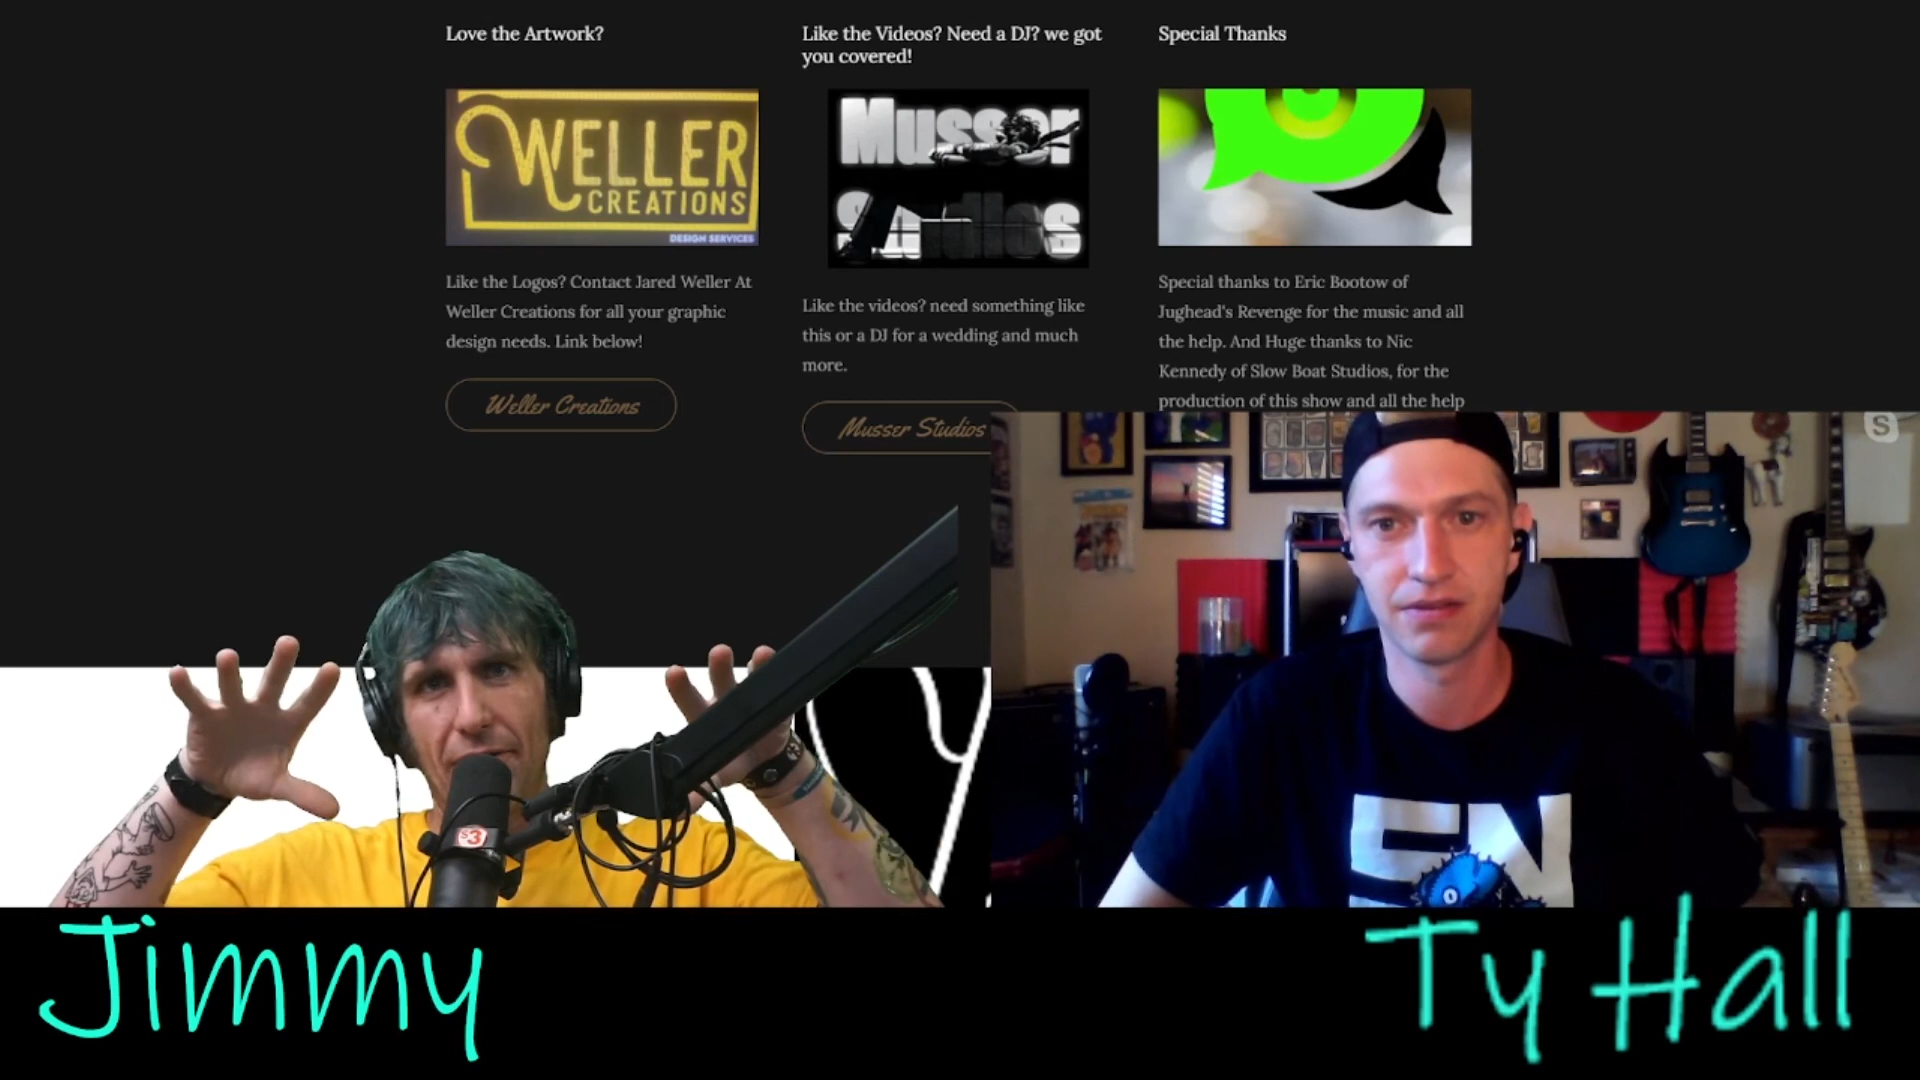 Love the Artwork?
WELLER
CREATIONS
DESIGN SERVICES
Like the Logos? Contact Jared Weller At
Weller Creations for all your graphic
design needs. Link below!
Weller Creations
Like the Videos? Need a DJ? we got
you covered!
Musser
Studios
Like the videos? need something like
this or a DJ for a wedding and much
more.
Musser Studios
Special Thanks
Special thanks to Eric Bootow of
Jughead's Revenge for the music and all
the help. And Huge thanks to Nic
Kennedy of Slow Boat Studios, for the
production of this show and all the help
S
S3
Jimmy
Ty Hall